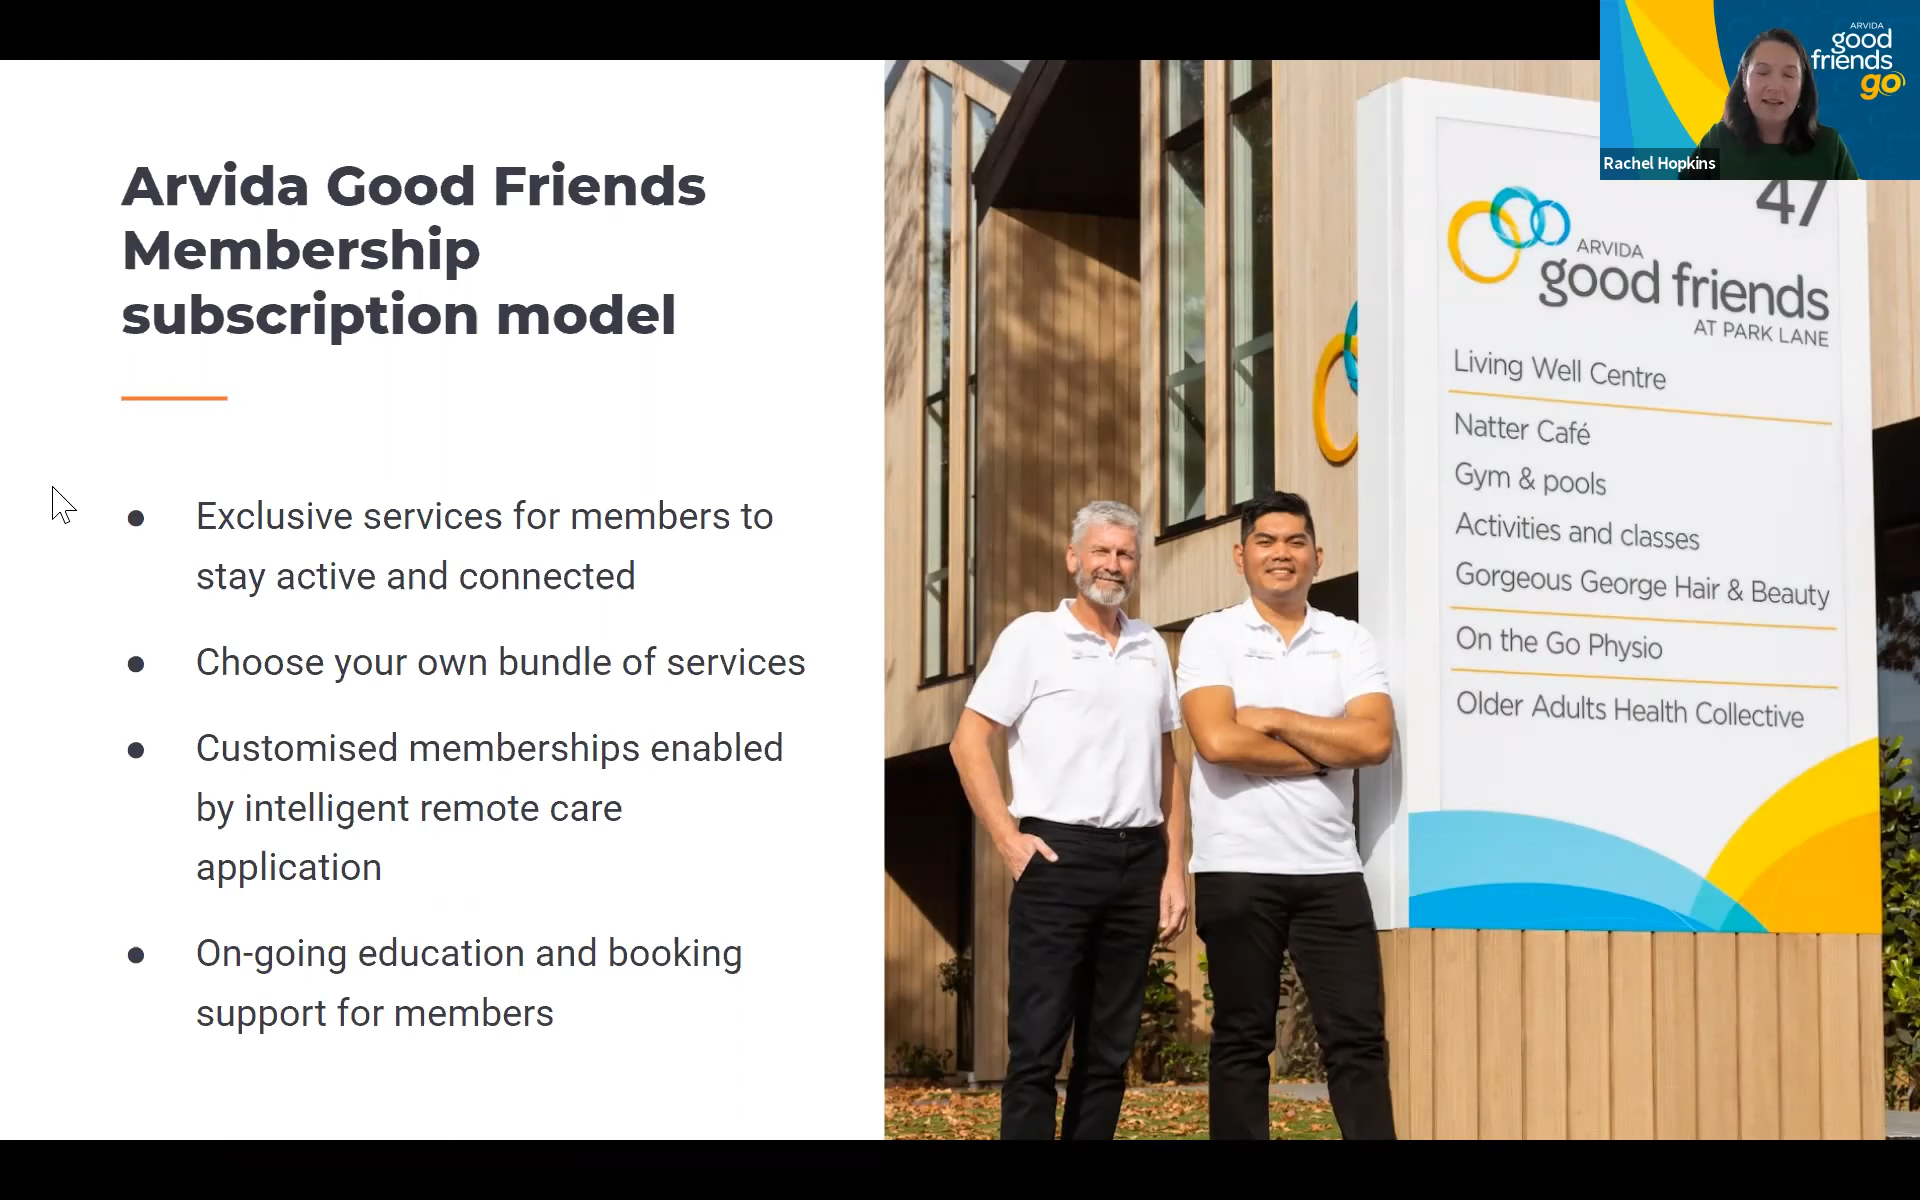 Arvida Good Friends
Membership
subscription model
Exclusive services for members to
stay active and connected
Choose your own bundle of services
Customised memberships enabled
by intelligent remote care
application
On-going education and booking
support for members
47
ARVIDA
good friends
AT PARK LANE
Living Well Centre
Natter Café
Gym & pools
Activities and classes
Gorgeous George Hair & Beauty
On the Go Physio
Older Adults Health Collective
ARVIDA
good
friends
go
Rachel Hopkins